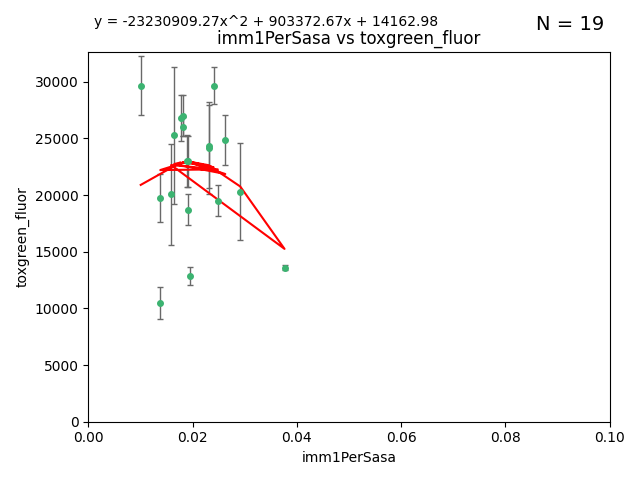 y = -23230909.27x^2 + 903372.67x + 14162.98
N = 19
imm1PerSasa vs toxgreen_fluor
30000
25000
20000
15000
10000
5000
0
toxgreen_fluor
0.00 0.02 0.04 0.06 0.08 0.10
imm1PerSasa